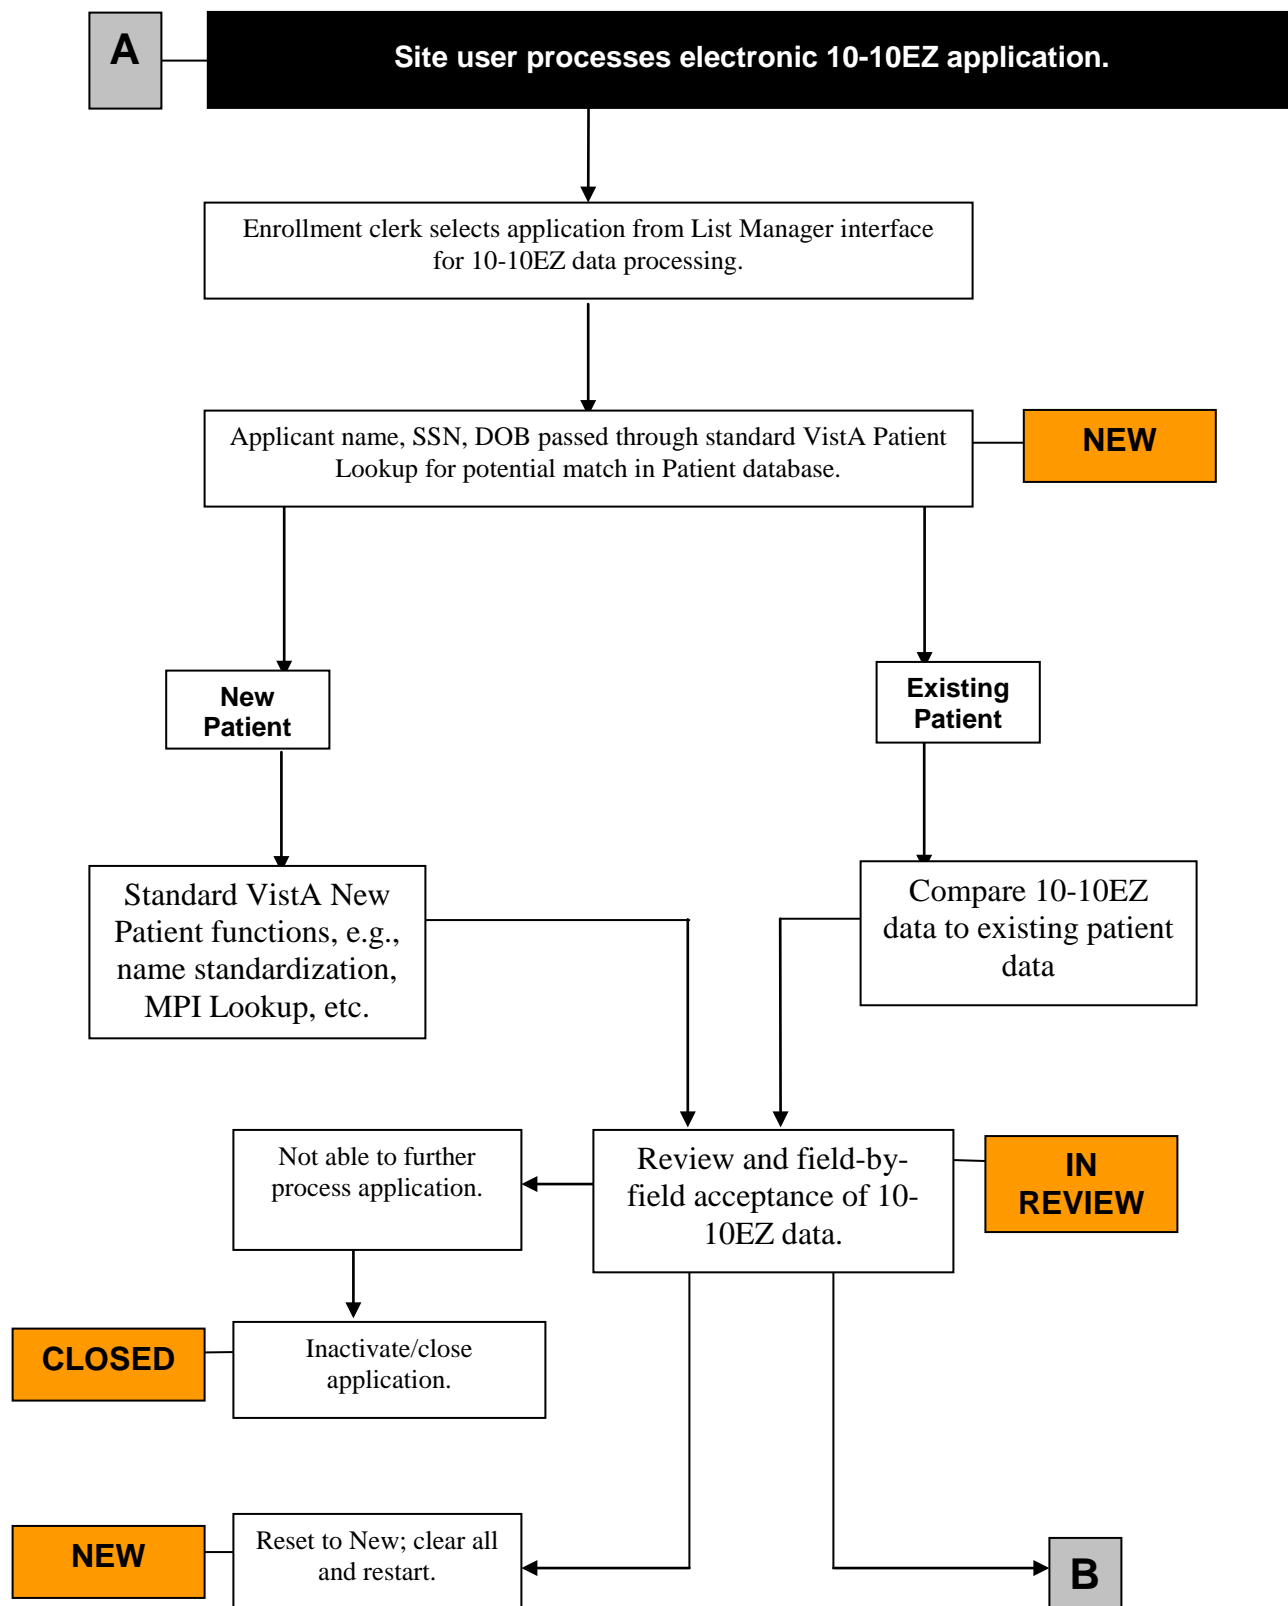 A
Site user processes electronic 10-10EZ application.
Enrollment clerk selects application from List Manager interface
for 10-10EZ data processing.
Applicant name, SSN, DOB passed through standard VistA Patient
Lookup for potential match in Patient database.
NEW
New
Patient
Existing
Patient
Standard VistA New
Patient functions, e.g.,
name standardization,
MPI Lookup, etc.
Compare 10-10EZ
data to existing patient
data
Not able to further
process application.
Review and field-by-
field acceptance of 10-
10EZ data.
IN
REVIEW
CLOSED
Inactivate/close
application.
NEW
Reset to New; clear all
and restart.
B